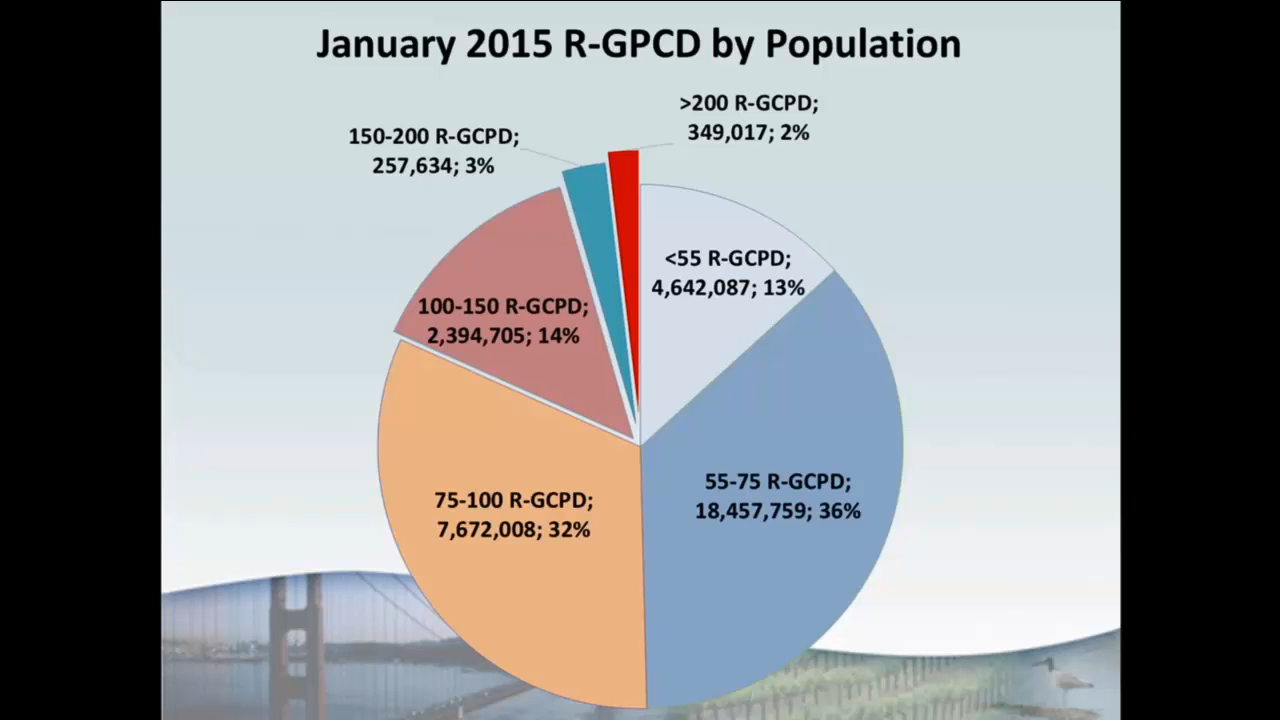 January 2015 R-GPCD by Population
>200 R-GCPD;
349,017; 2%
150-200 R-GCPD;
257,634; 3%
<55 R-GCPD;
4,642,087; 13%
100-150 R-GCPD;
2,394,705; 14%
55-75 R-GCPD;
18,457,759; 36%
75-100 R-GCPD;
7,672,008; 32%